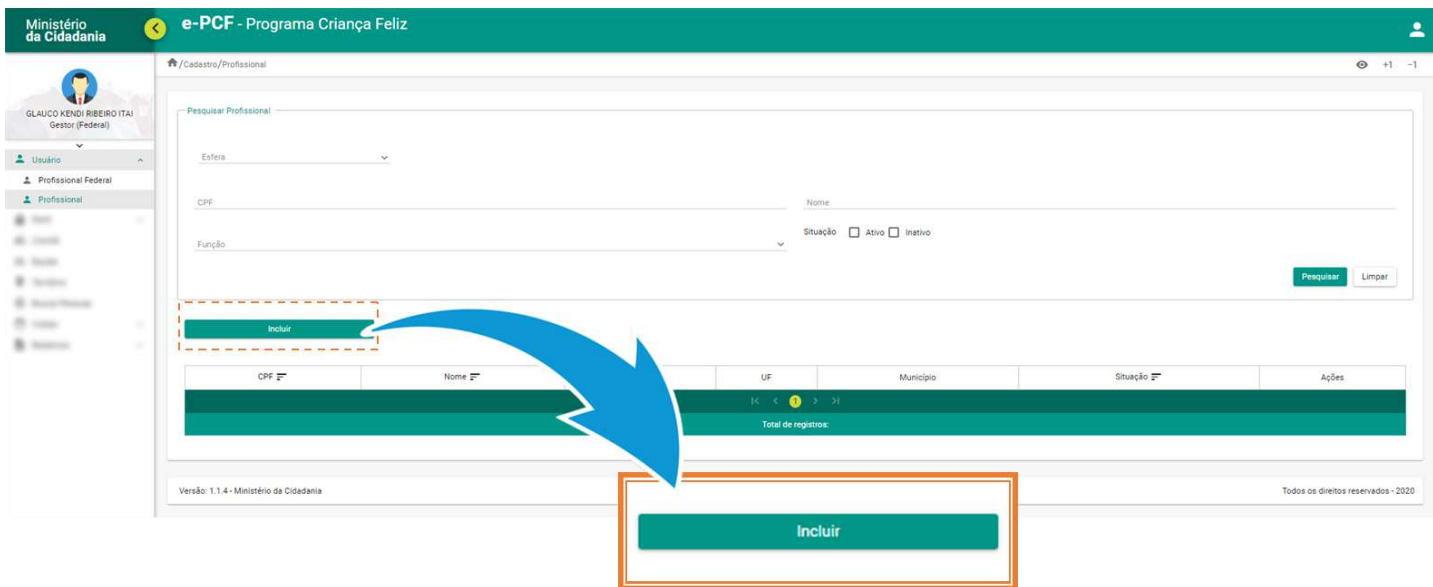 Ministério
da Cidadania
e-PCF - Programa Criança Feliz
/Cadastro/Profissional
+1 -1
GLAUCO KENDI RIBEIRO ITAI
Gestor (Federal)
Usuário
Profissional Federal
Profissional
Pesquisar Profissional
Esfera
CPF
Nome
Função
Situação Ativo Inativo
Pesquisar Limpar
Incluir
CPF Nome UF Município Situação Ações
1
Total de registros:
Versão: 1.1.4 - Ministério da Cidadania
Todos os direitos reservados - 2020
Incluir